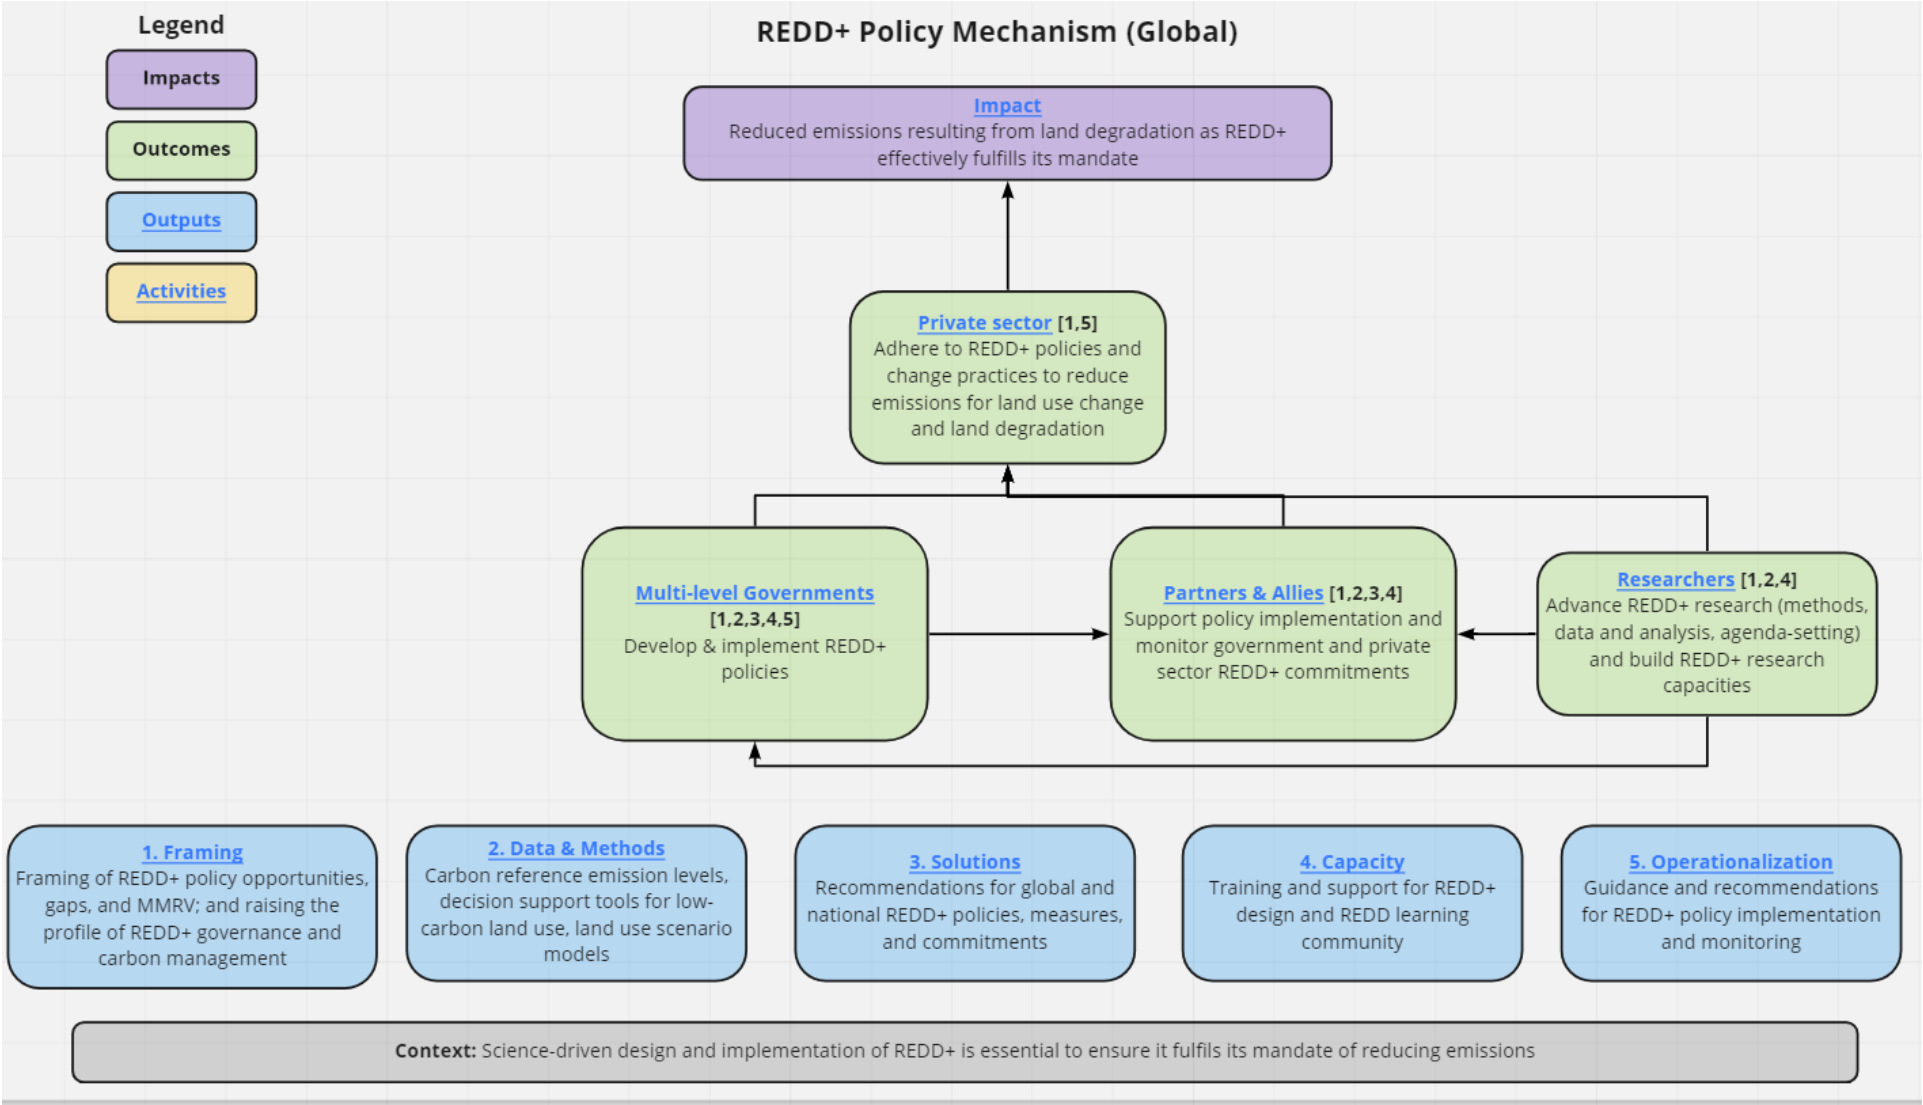 Legend
Impacts
Outcomes
Outputs
Activities
REDD+ Policy Mechanism (Global)
Impact
Reduced emissions resulting from land degradation as REDD+
effectively fulfills its mandate
Private sector [1,5]
Adhere to REDD+ policies and
change practices to reduce
emissions for land use change
and land degradation
Multi-level Governments
[1,2,3,4,5]
Develop & implement REDD+
policies
Partners & Allies [1,2,3,4]
Support policy implementation and
monitor government and private
sector REDD+ commitments
Researchers [1,2,4]
Advance REDD+ research (methods,
data and analysis, agenda-setting)
and build REDD+ research
capacities
1. Framing
Framing of REDD+ policy opportunities,
gaps, and MMRV; and raising the
profile of REDD+ governance and
carbon management
2. Data & Methods
Carbon reference emission levels,
decision support tools for low-
carbon land use, land use scenario
models
3. Solutions
Recommendations for global and
national REDD+ policies, measures,
and commitments
4. Capacity
Training and support for REDD+
design and REDD learning
community
5. Operationalization
Guidance and recommendations
for REDD+ policy implementation
and monitoring
Context: Science-driven design and implementation of REDD+ is essential to ensure it fulfils its mandate of reducing emissions